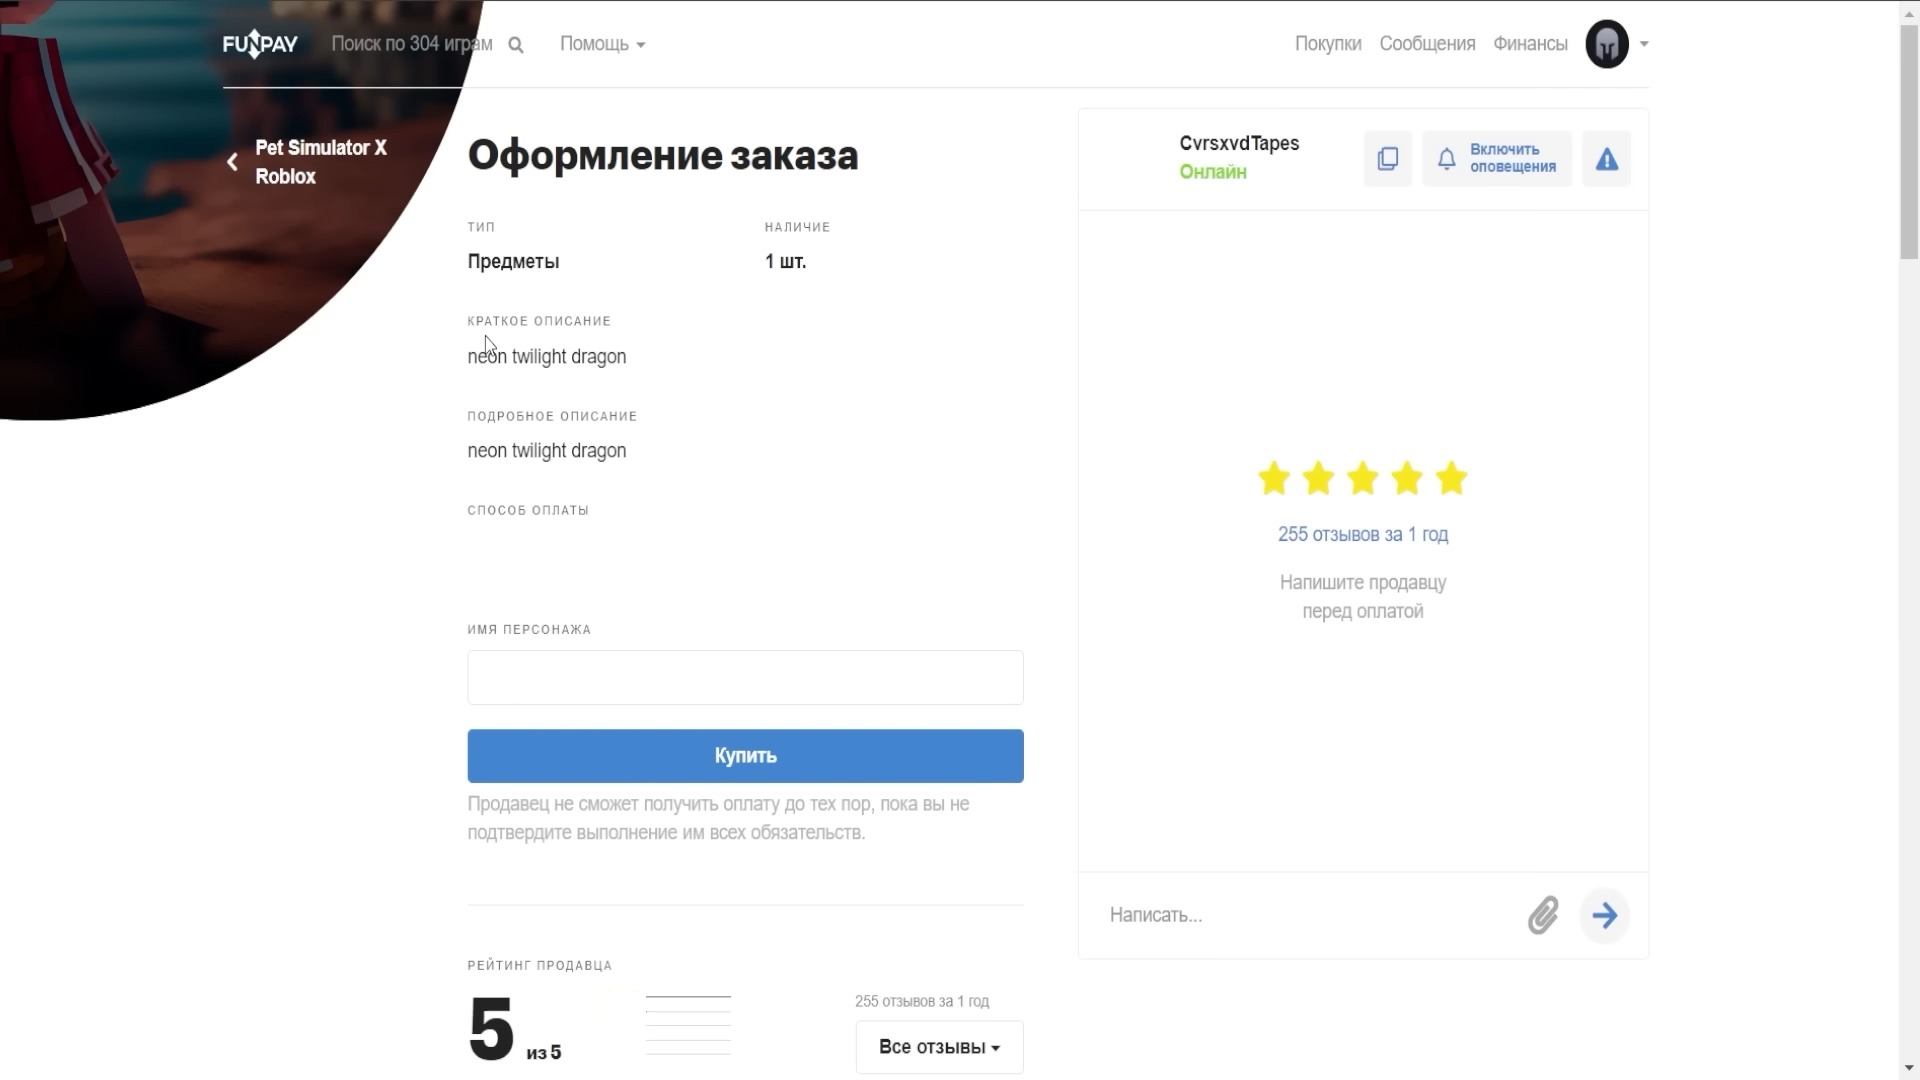 FUNPAY
Поиск по 304 играм
Помощь
Покупки
Сообщения
Финансы
Pet Simulator X
Roblox
Оформление заказа
ТИП
Предметы
НАЛИЧИЕ
1 шт.
КРАТКОЕ ОПИСАНИЕ
neon twilight dragon
ПОДРОБНОЕ ОПИСАНИЕ
neon twilight dragon
СПОСОБ ОПЛАТЫ
ИМЯ ПЕРСОНАЖА
Купить
Продавец не сможет получить оплату до тех пор, пока вы не
подтвердите выполнение им всех обязательств.
РЕЙТИНГ ПРОДАВЦА
5 из 5
255 отзывов за 1 год
Все отзывы
CvrsxvdTapes
Онлайн
Включить
оповещения
255 отзывов за 1 год
Напишите продавцу
перед оплатой
Написать...